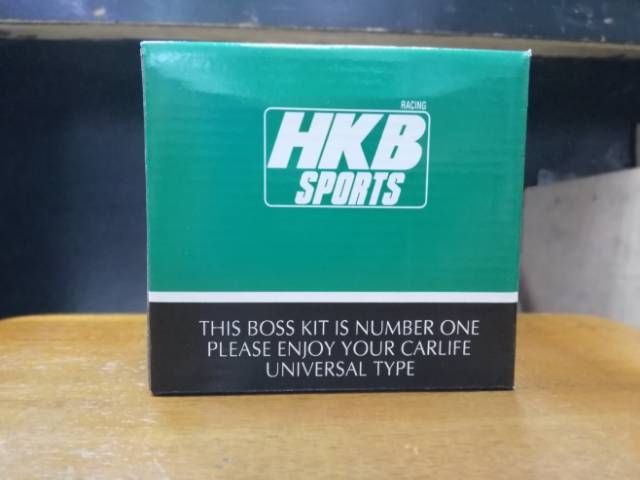 RACING
HKB
SPORTS
THIS BOSS KIT IS NUMBER ONE
PLEASE ENJOY YOUR CARLIFE
UNIVERSAL TYPE